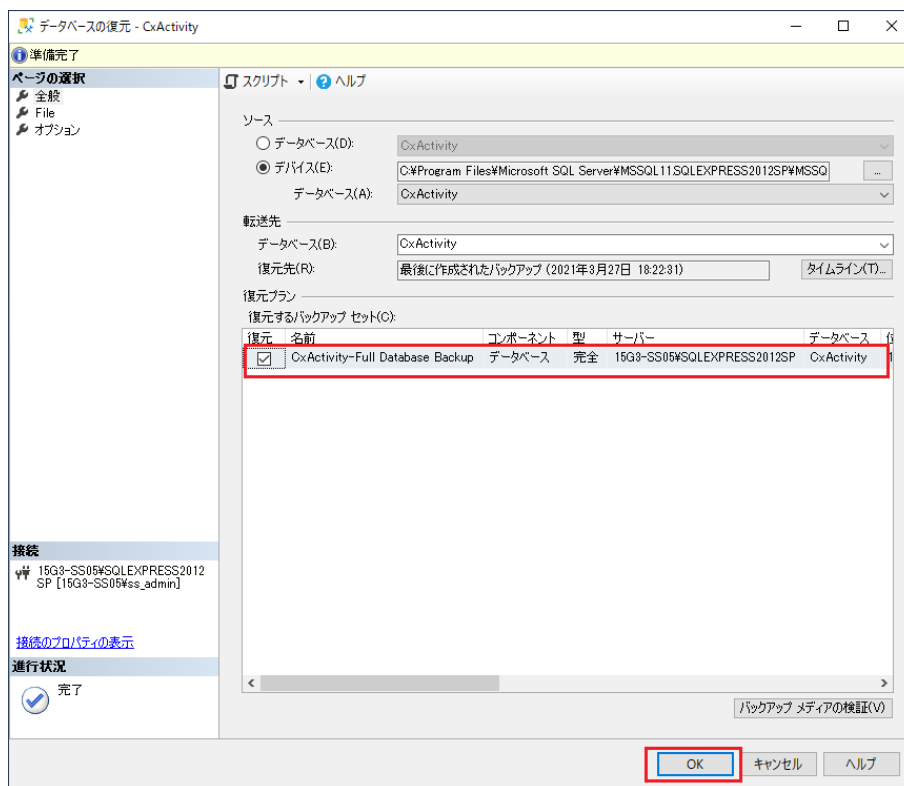 データベースの復元 - CxActivity
準備完了
ページの選択
全般
File
オプション
スクリプト ヘルプ
ソース
データベース(D): CxActivity
デバイス(E): C:¥Program Files¥Microsoft SQL Server¥MSSQL11.SQLEXPRESS2012SP¥MSSQ ...
データベース(A): CxActivity
転送先
データベース(B): CxActivity
復元先(R): 最後に作成されたバックアップ (2021年3月27日 18:22:31) タイムライン(T)...
復元プラン
復元するバックアップ セット(C):
復元 名前 コンポーネント 型 サーバー データベース
CxActivity-Full Database Backup データベース 完全 15G3-SS05¥SQLEXPRESS2012SP CxActivity 1
接続
15G3-SS05¥SQLEXPRESS2012
SP [15G3-SS05¥ss_admin]
接続のプロパティの表示
進行状況
完了
バックアップ メディアの検証(V)
OK キャンセル ヘルプ